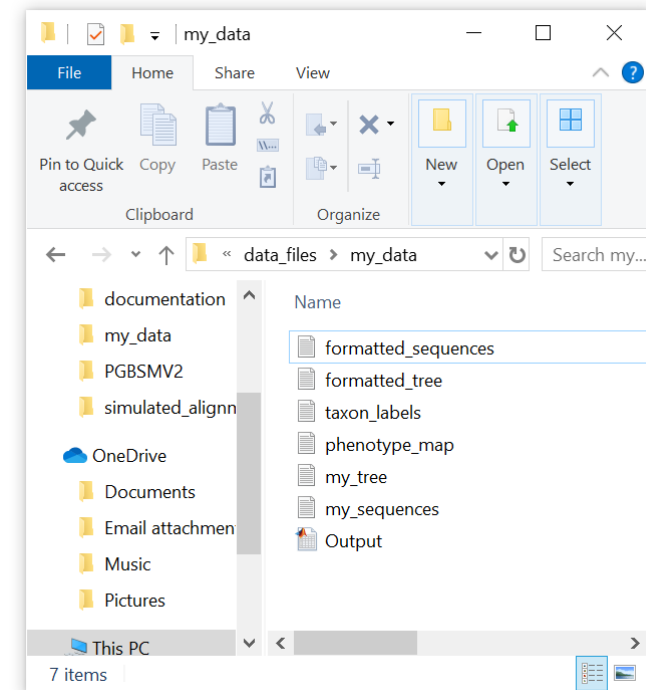 my_data
File Home Share View
Pin to Quick access Copy Paste New Open Select
Clipboard Organize
« data_files > my_data Search my...
documentation
my_data
PGBSMV2
simulated_alignn
OneDrive
Documents
Email attachmen
Music
Pictures
This PC
Name
formatted_sequences
formatted_tree
taxon_labels
phenotype_map
my_tree
my_sequences
Output
7 items